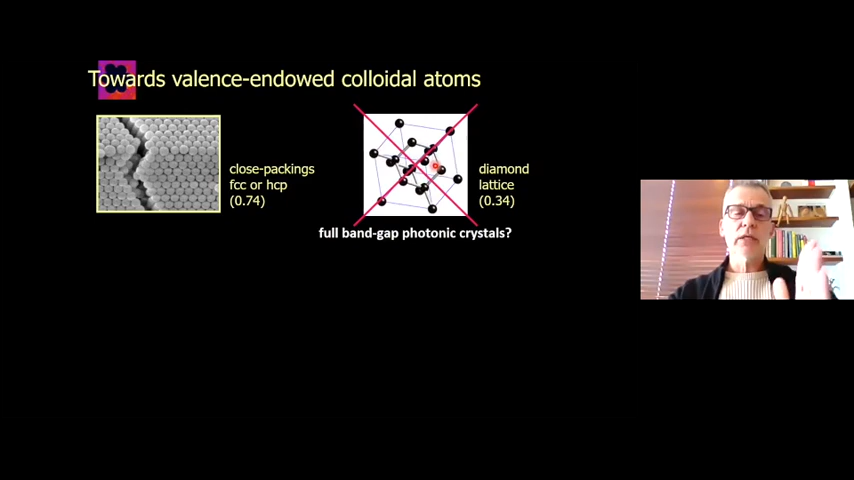 Towards valence-endowed colloidal atoms
close-packings
fcc or hcp
(0.74)
diamond
lattice
(0.34)
full band-gap photonic crystals?